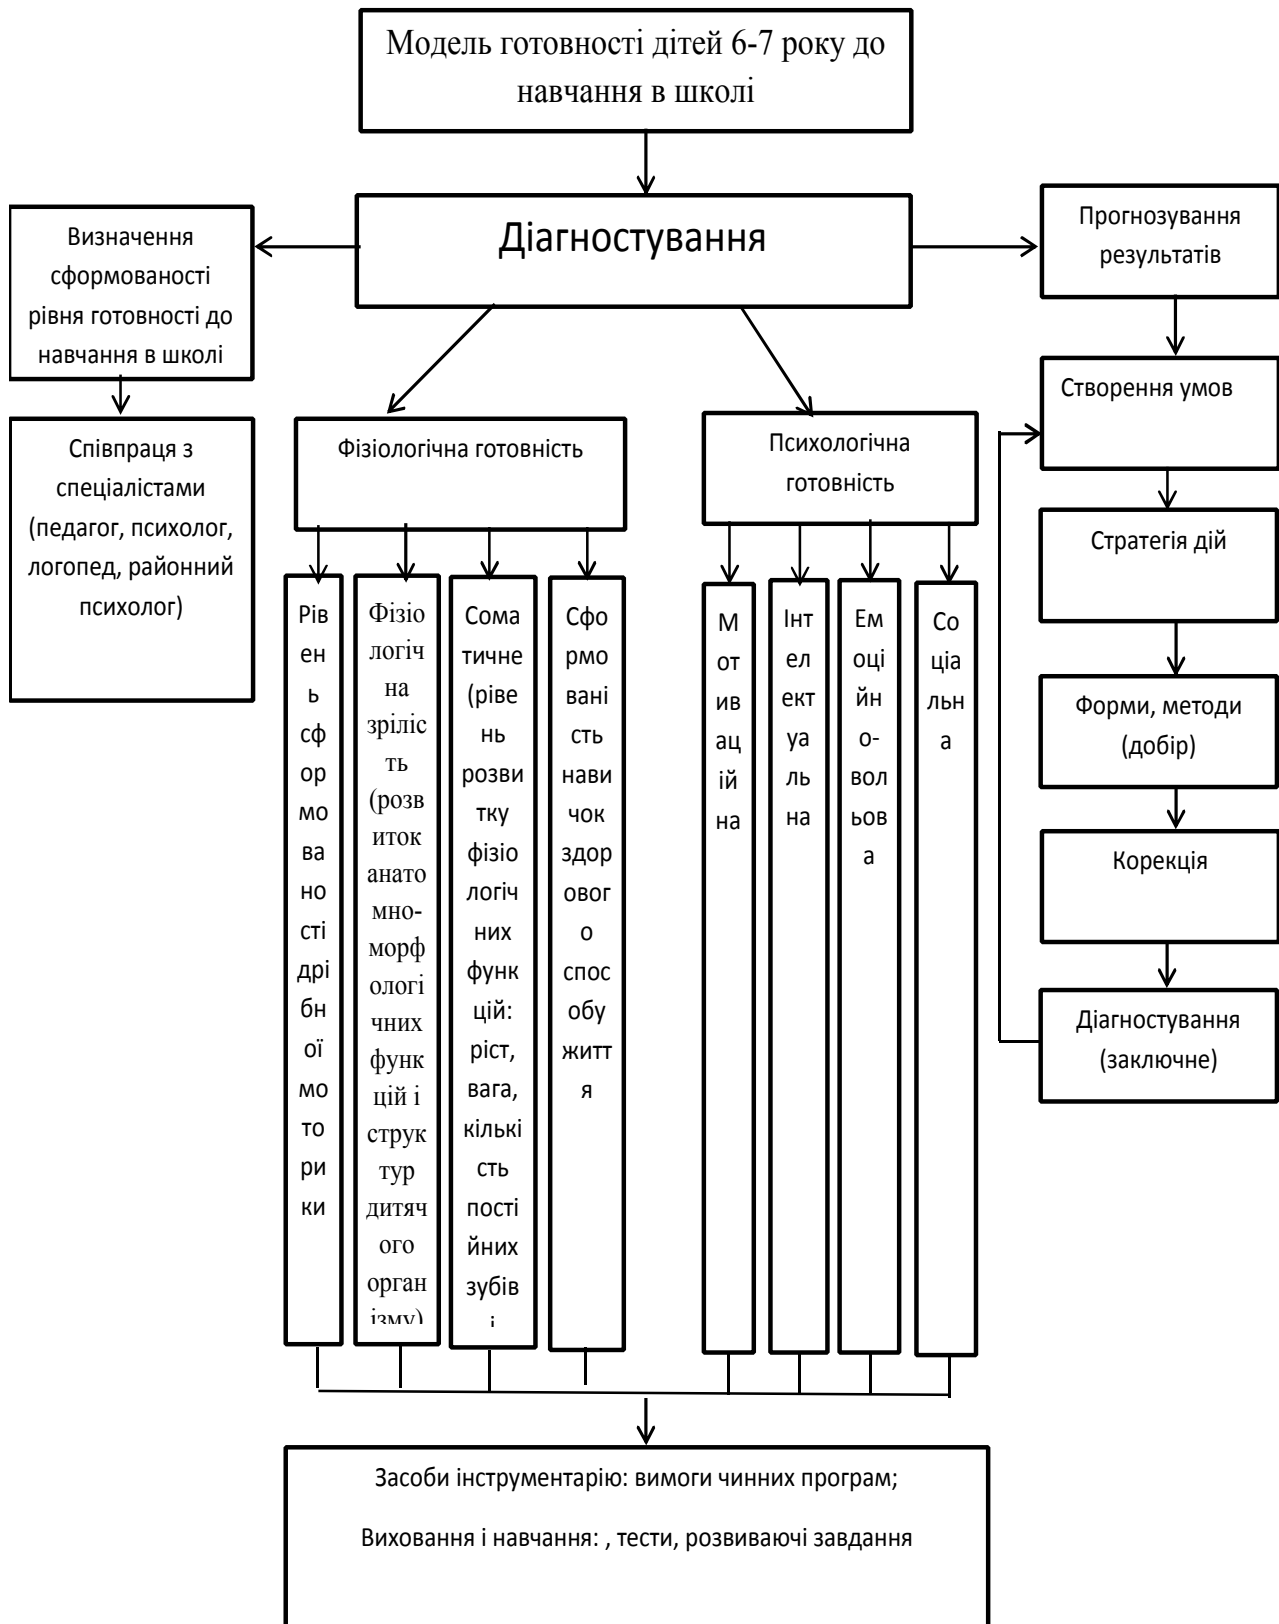 Модель готовності дітей 6-7 року до
навчання в школі
Діагностування
Визначення
сформованості
рівня готовності до
навчання в школі
Співпраця з
спеціалістами
(педагог, психолог,
логопед, районний
психолог)
Фізіологічна готовність
Рів
ен
ь
сф
ор
мо
ва
но
сті
дрі
бн
ої
мо
то
ри
ки
Фізіо
логіч
на
зріліс
ть
(розв
иток
анато
мно-
морф
ологі
чних
функ
цій і
струк
тур
дитяч
ого
орган
ізму)
Сома
тичне
(ріве
нь
розви
тку
фізіо
логіч
них
функ
цій:
ріст,
вага,
кількі
сть
пості
йних
зубів
і
Сфо
рмо
вані
сть
нави
чок
здор
овог
о
спос
обу
житт
я
Психологічна
готовність
М
от
ив
ац
ій
на
Інт
ел
ект
уа
ль
на
Ем
оці
йн
о-
вол
ьов
а
Со
ціа
льн
а
Прогнозування
результатів
Створення умов
Стратегія дій
Форми, методи
(добір)
Корекція
Діагностування
(заключне)
Засоби інструментарію: вимоги чинних програм;
Виховання і навчання: , тести, розвиваючі завдання